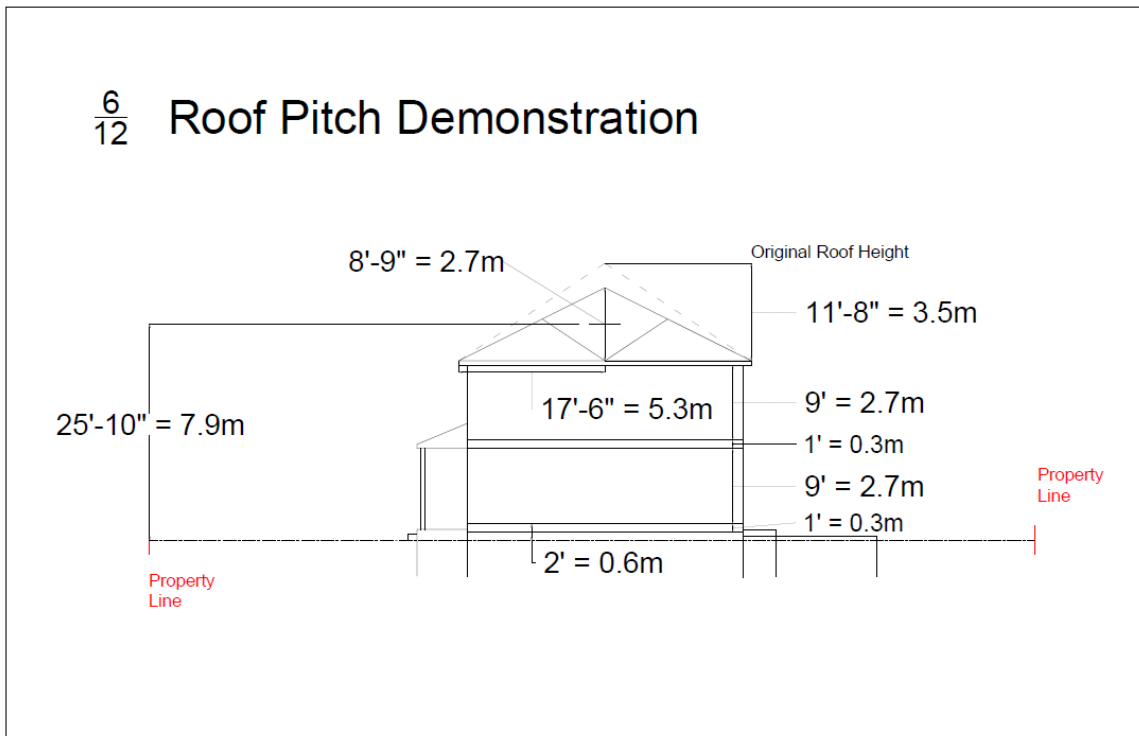 6
12
Roof Pitch Demonstration
Original Roof Height
8'-9" = 2.7m
11'-8" = 3.5m
17'-6" = 5.3m
9' = 2.7m
25'-10" = 7.9m
1' = 0.3m
9' = 2.7m
Property
Line
1' = 0.3m
2' = 0.6m
Property
Line